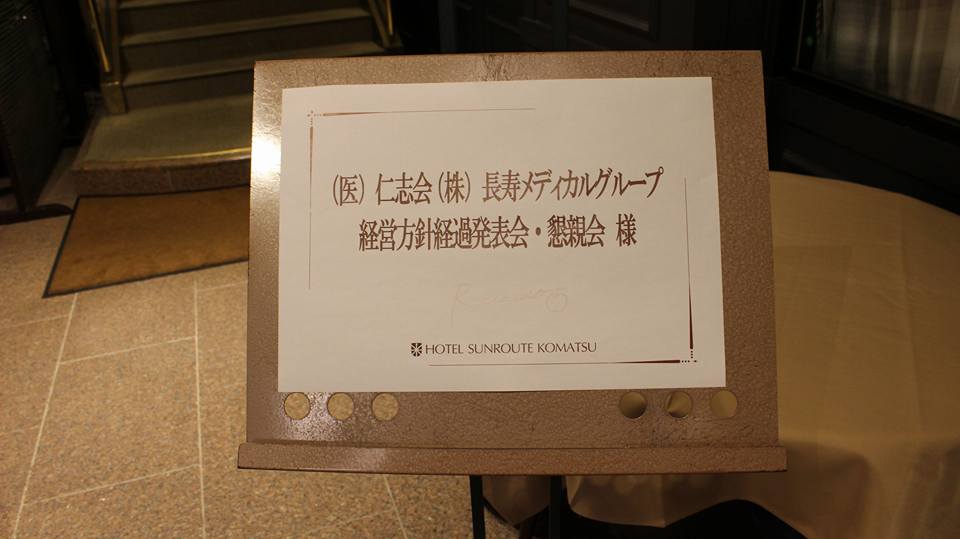 (医) 仁志会 (株) 長寿メディカルグループ
経営方針経過発表会・懇親会 様
HOTEL SUNROUTE KOMATSU